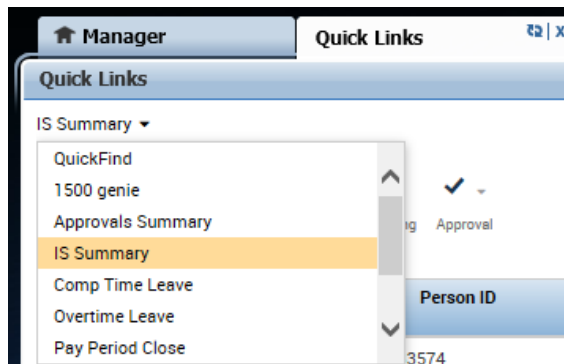 Manager
Quick Links
X
Quick Links
IS Summary
QuickFind
1500 genie
Approvals Summary
IS Summary
Comp Time Leave
Overtime Leave
Pay Period Close
Approval
Person ID
3574